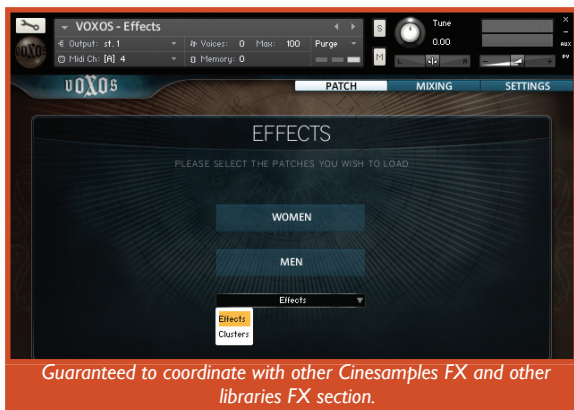 VOXOS - Effects
S
Tune
0.00
Output: st. 1
Voices: 0 Max: 100 Purge
Midi Ch: [A] 4
Memory: 0
M
L R
- +
×
-
aux
PV
VOXOS
VOXOS
PATCH MIXING SETTINGS
EFFECTS
PLEASE SELECT THE PATCHES YOU WISH TO LOAD
WOMEN
MEN
Effects
Effects
Clusters
Guaranteed to coordinate with other Cinesamples FX and other
libraries FX section.